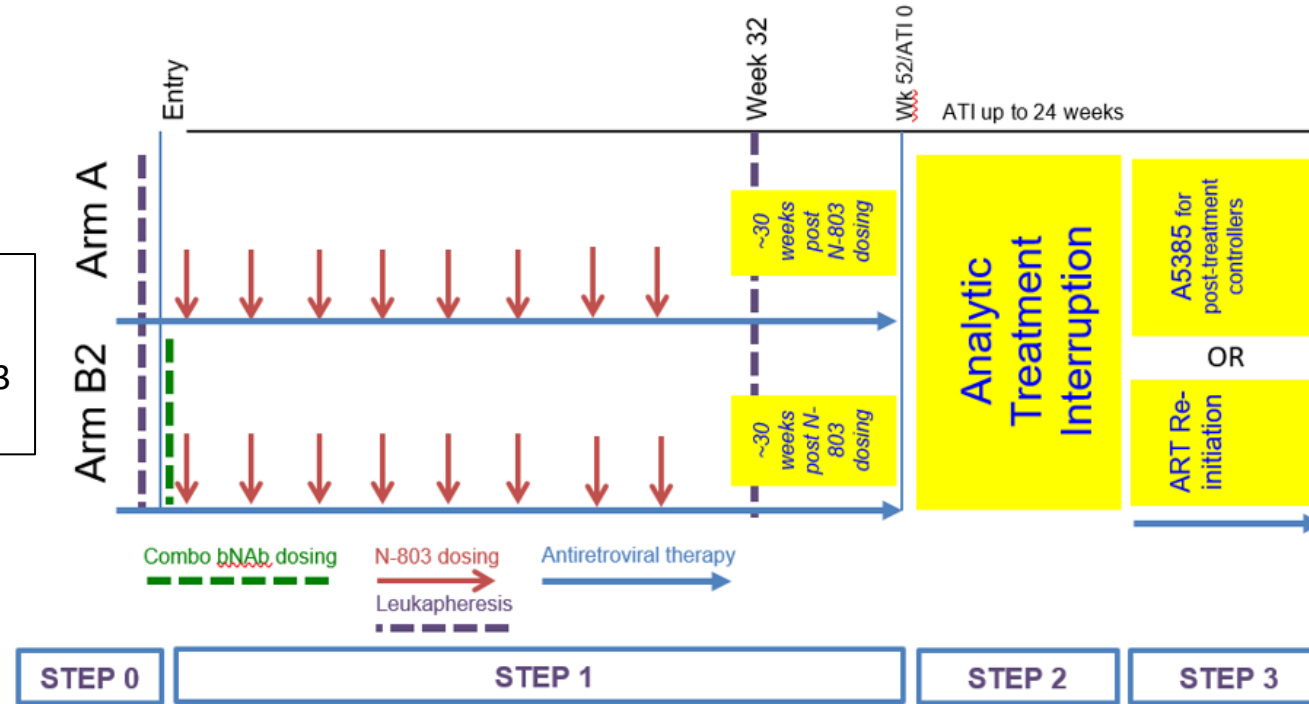 Entry
Week 32
Wk 52/ATI 0
ATI up to 24 weeks
Arm A
~30
weeks
post
N-803
dosing
Analytic
Treatment
Interruption
A5385 for
post-treatment
controllers
OR
ART Re-
initiation
Arm B2
~30
weeks
post N-
803
dosing
Combo bNAb dosing
N-803 dosing
Antiretroviral therapy
Leukapheresis
STEP 0
STEP 1
STEP 2
STEP 3